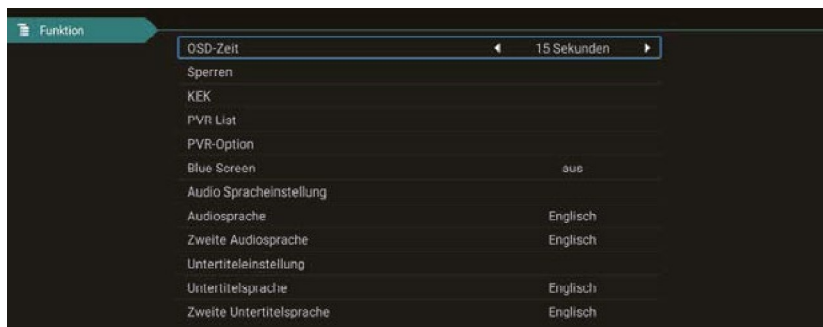 Funktion
OSD-Zeit 15 Sekunden
Sperren
KEK
PVR List
PVR-Option
Blue Screen aus
Audio Spracheinstellung
Audiosprache Englisch
Zweite Audiosprache Englisch
Untertiteleinstellung
Untertitelsprache Englisch
Zweite Untertitelsprache Englisch